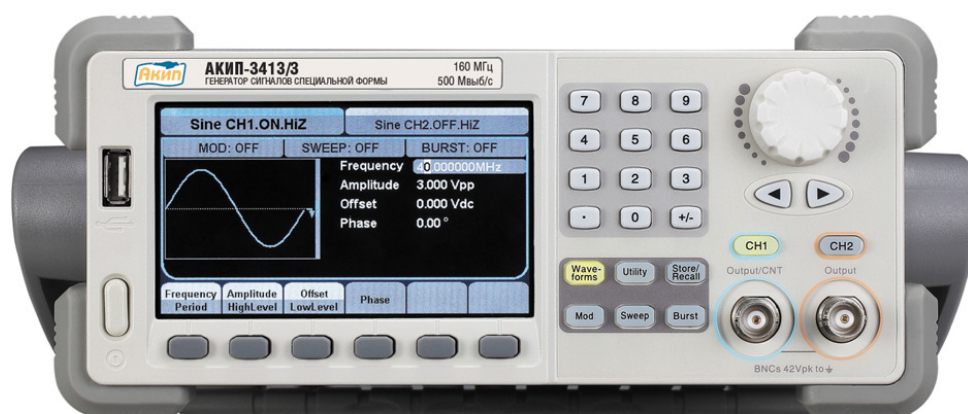 Акип
АКИП-3413/3
ГЕНЕРАТОР СИГНАЛОВ СПЕЦИАЛЬНОЙ ФОРМЫ
160 МГц
500 Мвыб/с
Sine CH1.ON.HiZ
Sine CH2.OFF.HiZ
MOD: OFF
SWEEP: OFF
BURST: OFF
Frequency 40.000000MHz
Amplitude 3.000 Vpp
Offset 0.000 Vdc
Phase 0.00 °
Frequency
Period
Amplitude
HighLevel
Offset
LowLevel
Phase
7 8 9
4 5 6
1 2 3
. 0 +/-
Wave-
forms
Utility
Store/
Recall
Mod
Sweep
Burst
CH1
CH2
Output/CNT
Output
BNCs 42Vpk to